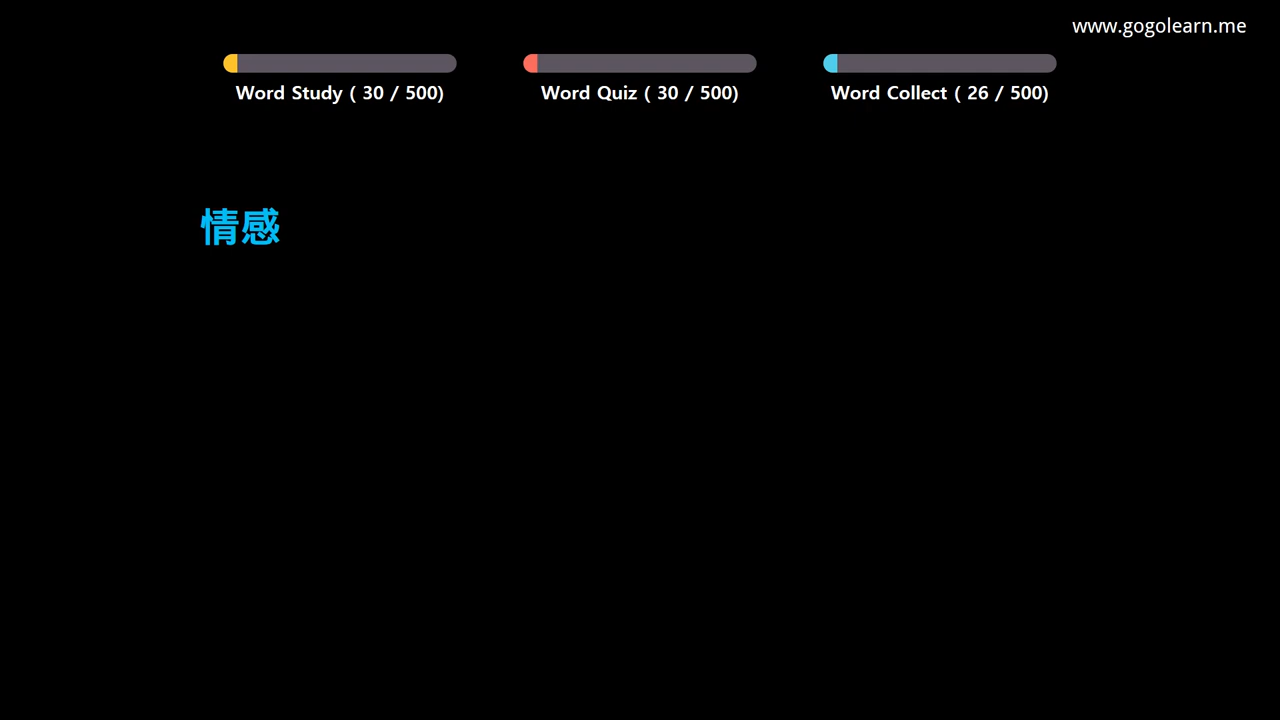 www.gogolearn.me
Word Study ( 30 / 500)
Word Quiz ( 30 / 500)
Word Collect ( 26 / 500)
情感